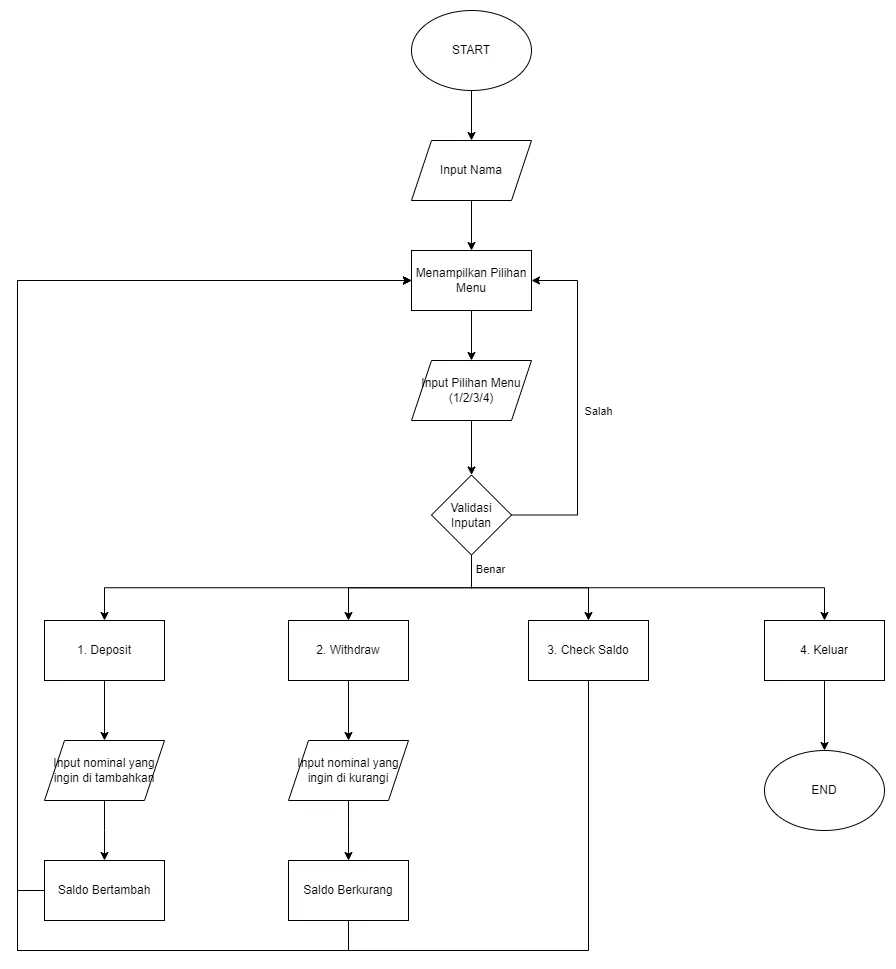 START
Input Nama
Menampilkan Pilihan
Menu
Input Pilihan Menu
(1/2/3/4)
Salah
Validasi
Inputan
Benar
1. Deposit
2. Withdraw
3. Check Saldo
4. Keluar
Input nominal yang
ingin di tambahkan
Input nominal yang
ingin di kurangi
END
Saldo Bertambah
Saldo Berkurang